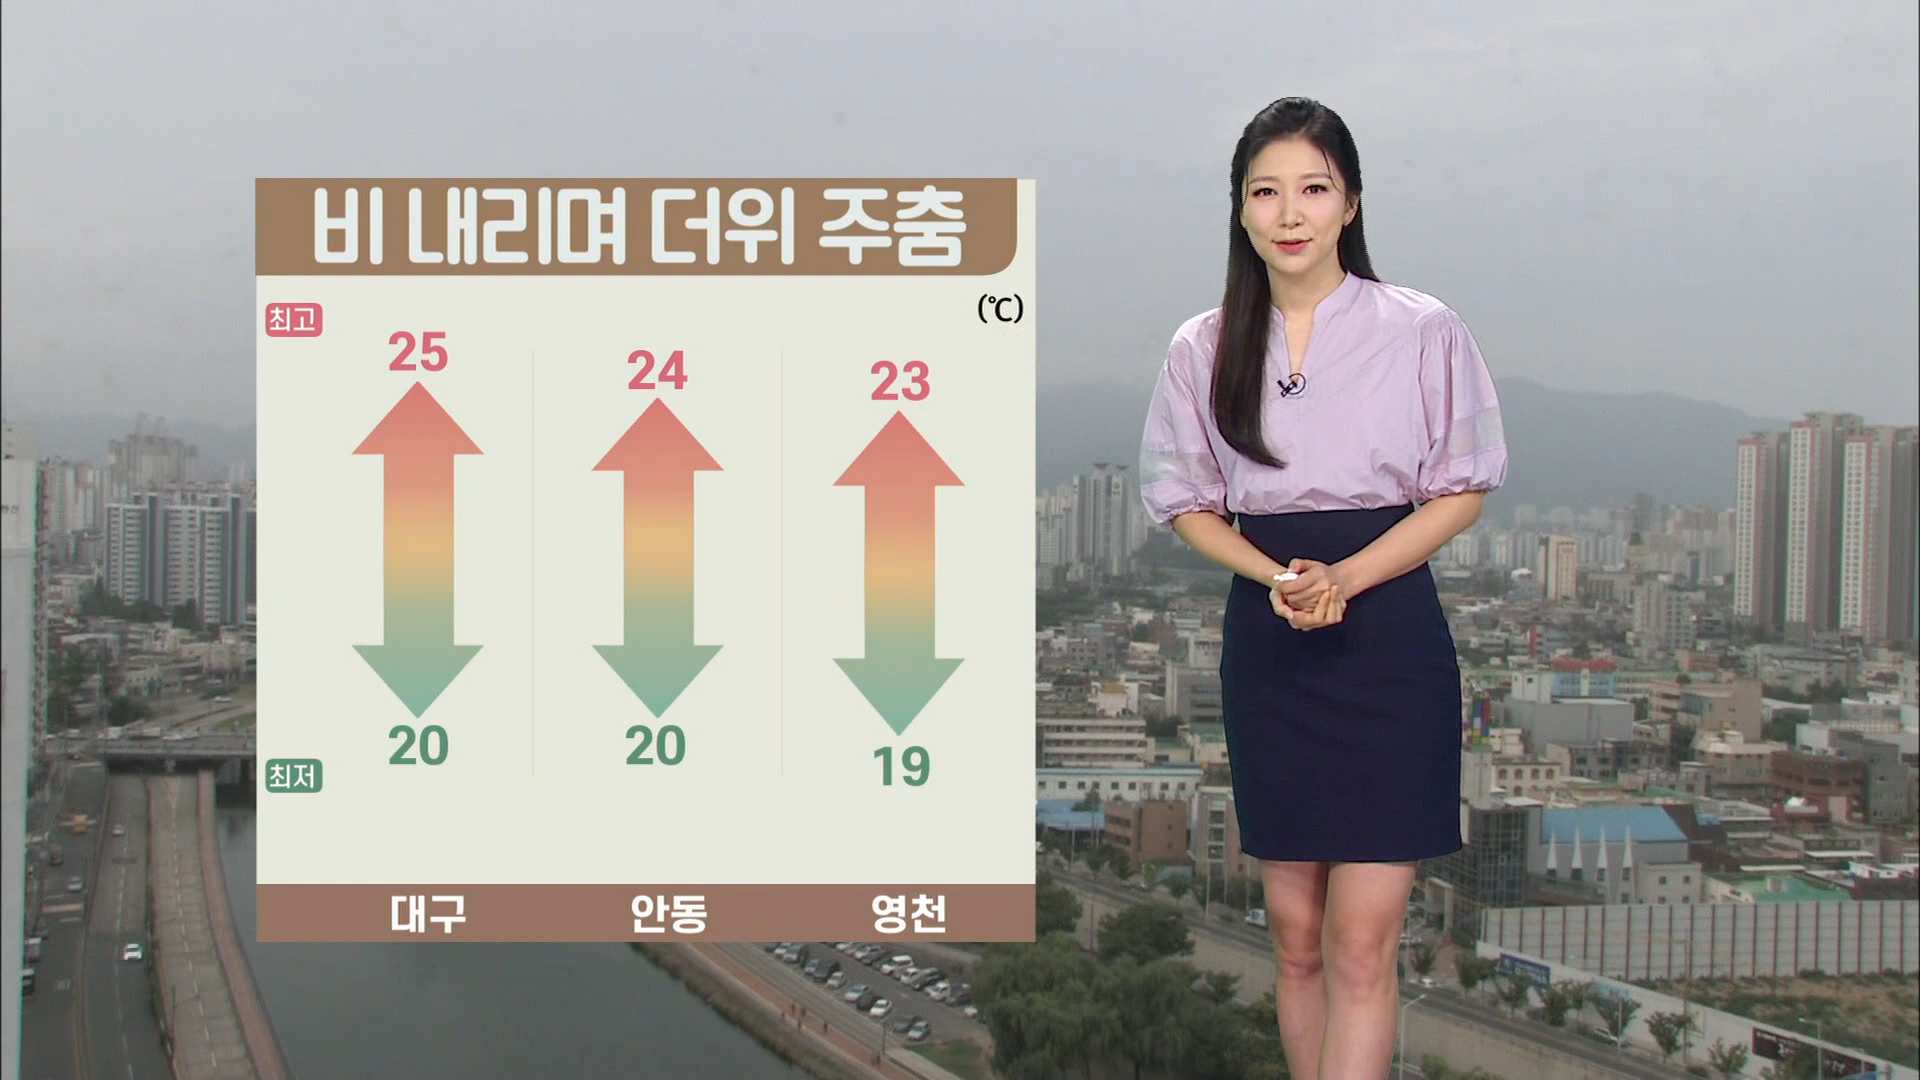 비 내리며 더위 주춤
(℃)
최고
25 24 23
20 20 19
최저
대구 안동 영천